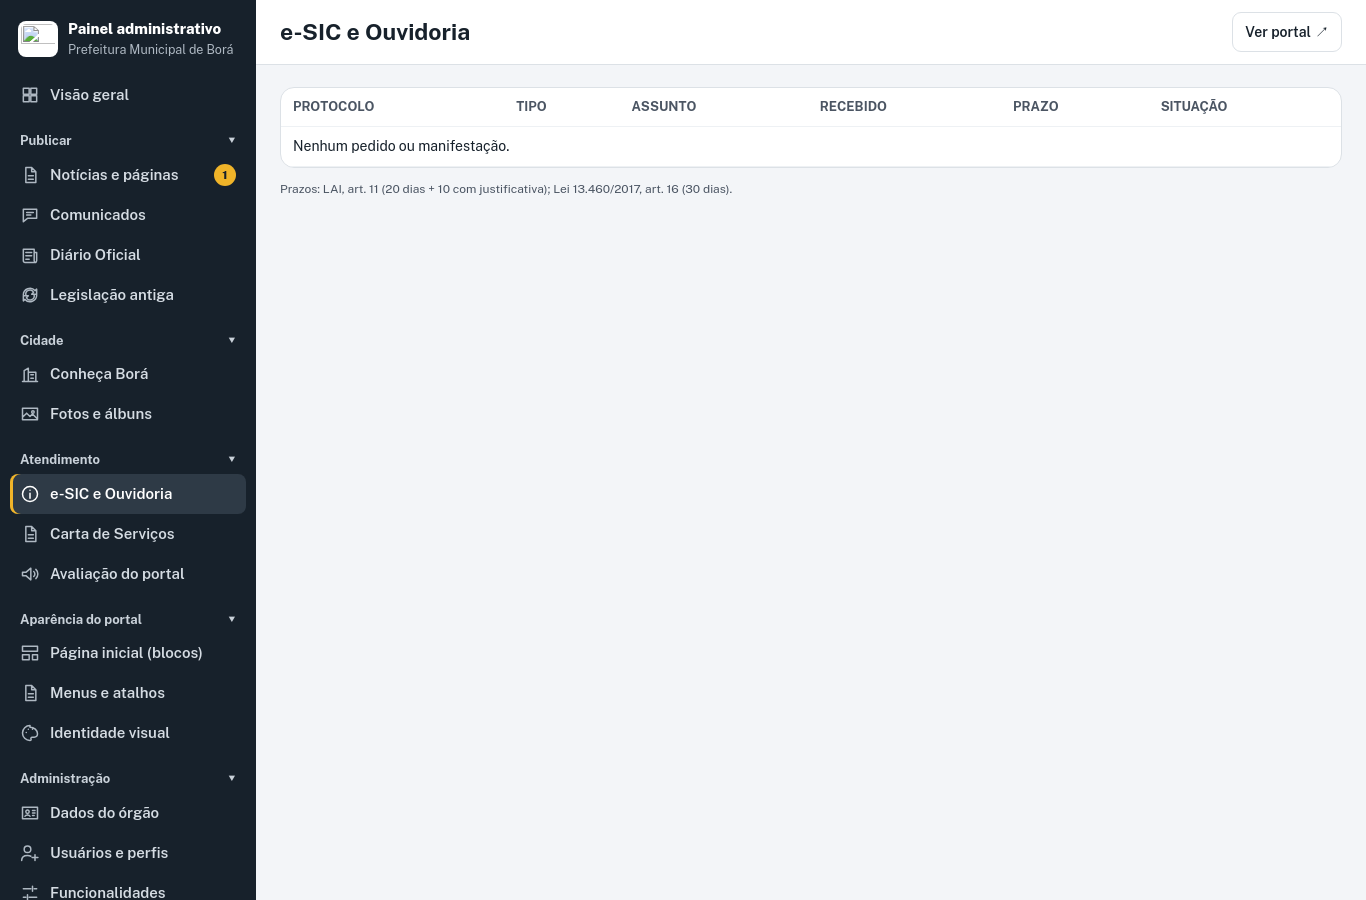 Painel administrativo
Prefeitura Municipal de Borá
Visão geral
Publicar
Notícias e páginas 1
Comunicados
Diário Oficial
Legislação antiga
Cidade
Conheça Borá
Fotos e álbuns
Atendimento
e-SIC e Ouvidoria
Carta de Serviços
Avaliação do portal
Aparência do portal
Página inicial (blocos)
Menus e atalhos
Identidade visual
Administração
Dados do órgão
Usuários e perfis
Funcionalidades
e-SIC e Ouvidoria
Ver portal ↗
PROTOCOLO TIPO ASSUNTO RECEBIDO PRAZO SITUAÇÃO
Nenhum pedido ou manifestação.
Prazos: LAI, art. 11 (20 dias + 10 com justificativa); Lei 13.460/2017, art. 16 (30 dias).